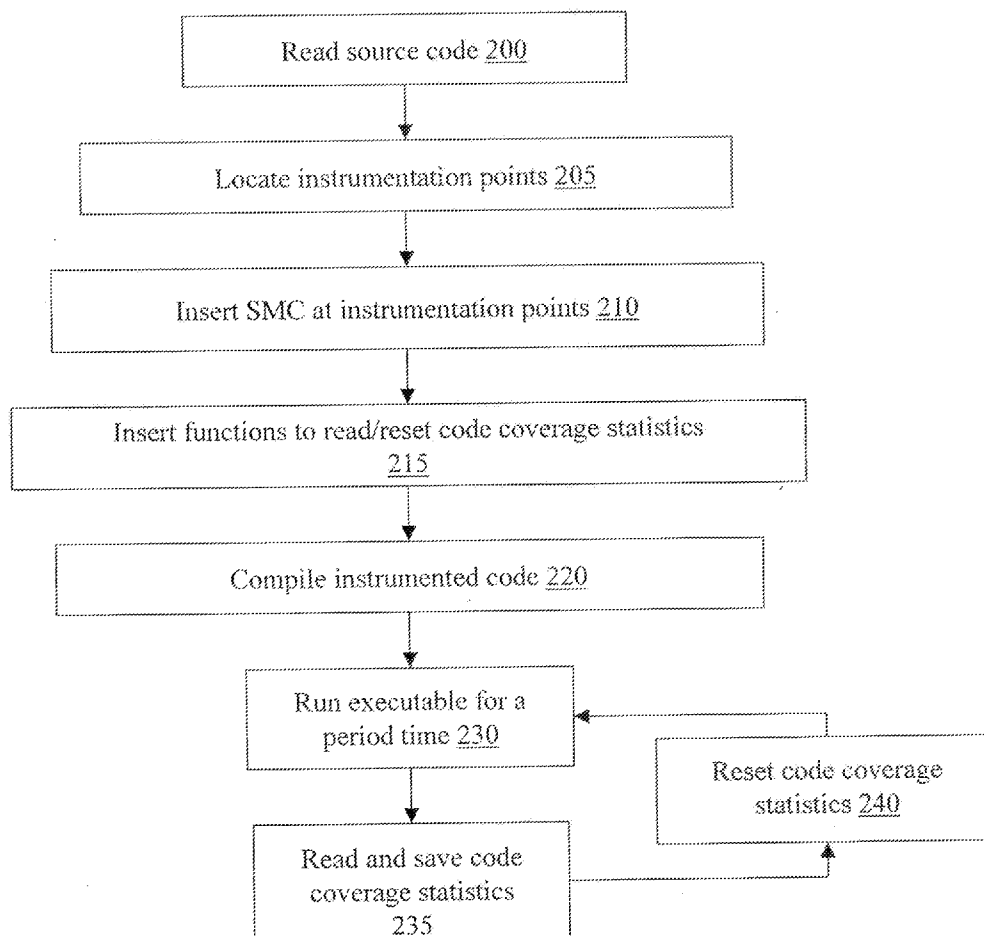 Read source code 200
Locate instrumentation points 205
Insert SMC at instrumentation points 210
Insert functions to read/reset code coverage statistics
215
Compile instrumented code 220
Run executable for a
period time 230
Reset code coverage
statistics 240
Read and save code
coverage statistics
235